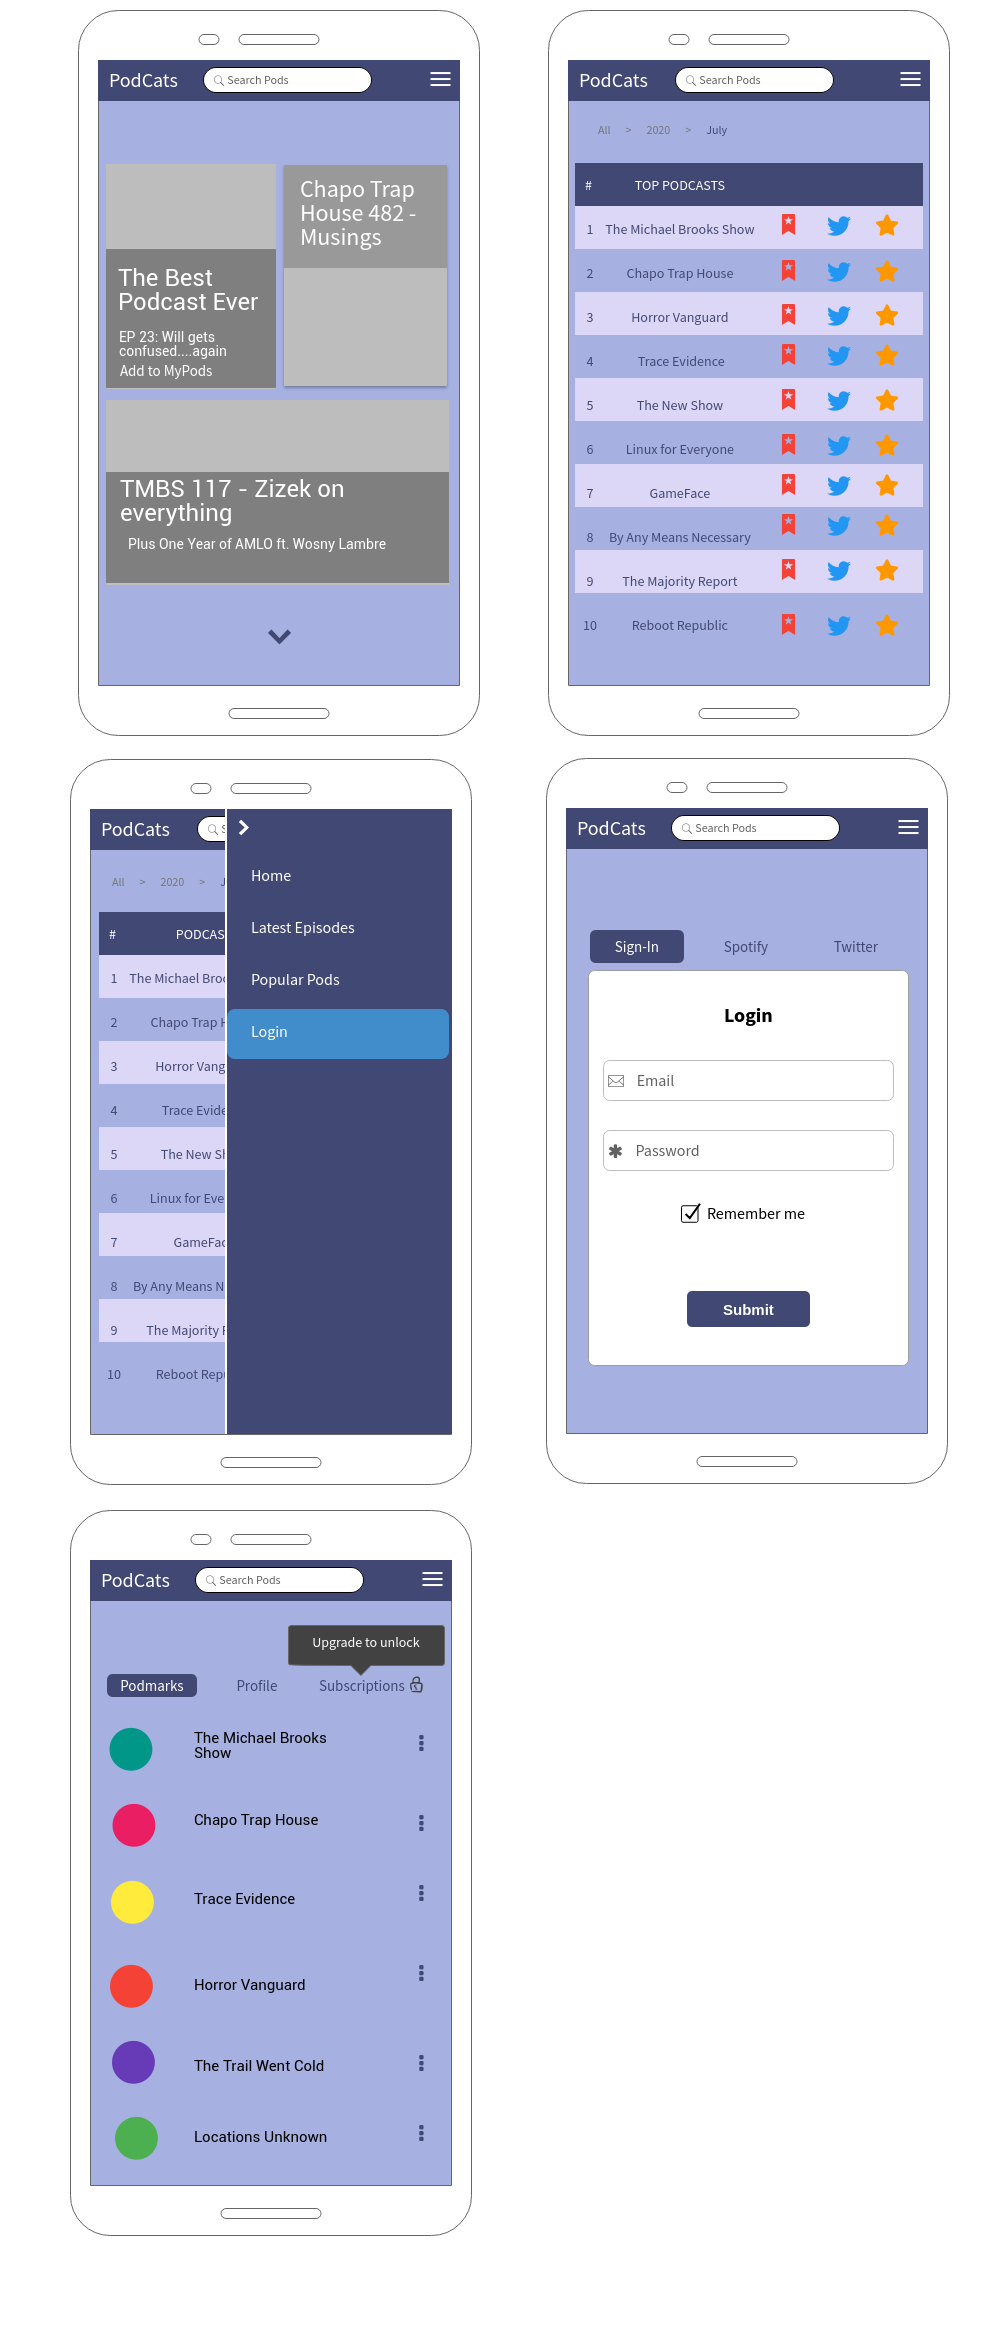 PodCats
Search Pods
The Best
Podcast Ever
EP 23: Will gets
confused....again
Add to MyPods
Chapo Trap
House 482 -
Musings
TMBS 117 - Zizek on
everything
Plus One Year of AMLO ft. Wosny Lambre
PodCats
Search Pods
All > 2020 > July
# TOP PODCASTS
1 The Michael Brooks Show
2 Chapo Trap House
3 Horror Vanguard
4 Trace Evidence
5 The New Show
6 Linux for Everyone
7 GameFace
8 By Any Means Necessary
9 The Majority Report
10 Reboot Republic
PodCats
All > 2020 >
# PODCAS
1 The Michael Broo
2 Chapo Trap H
3 Horror Vang
4 Trace Evide
5 The New Sh
6 Linux for Eve
7 GameFac
8 By Any Means N
9 The Majority R
10 Reboot Repu
Home
Latest Episodes
Popular Pods
Login
PodCats
Search Pods
Sign-In Spotify Twitter
Login
Email
Password
Remember me
Submit
PodCats
Search Pods
Upgrade to unlock
Podmarks Profile Subscriptions
The Michael Brooks
Show
Chapo Trap House
Trace Evidence
Horror Vanguard
The Trail Went Cold
Locations Unknown